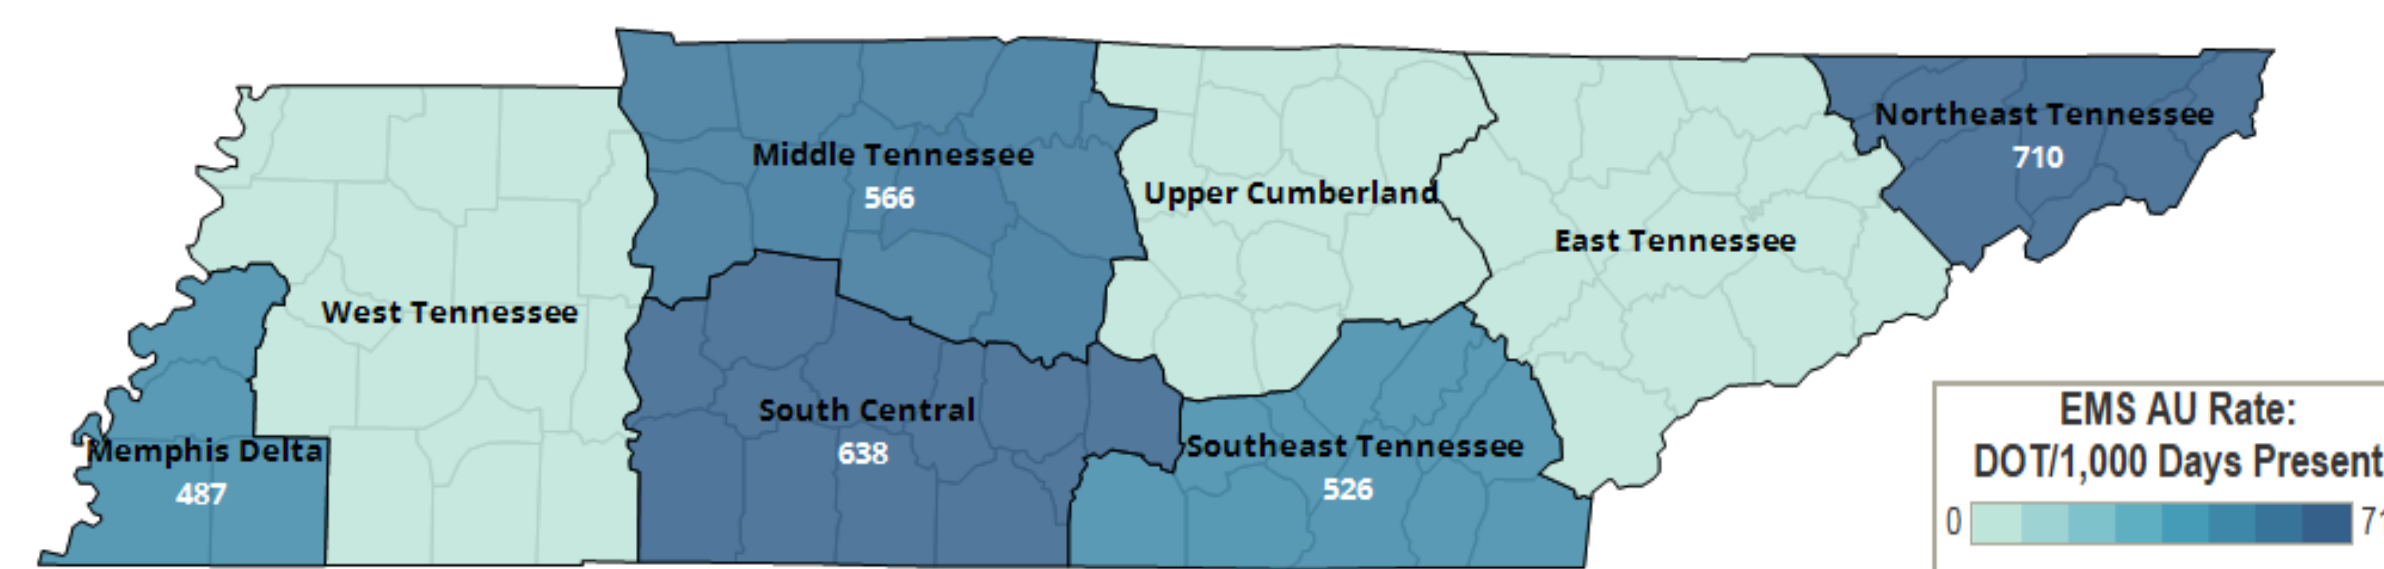 Northeast Tennessee
710
Middle Tennessee
566
Upper Cumberland
East Tennessee
West Tennessee
South Central
638
Southeast Tennessee
526
Memphis Delta
487
EMS AU Rate:
DOT/1,000 Days Present
0